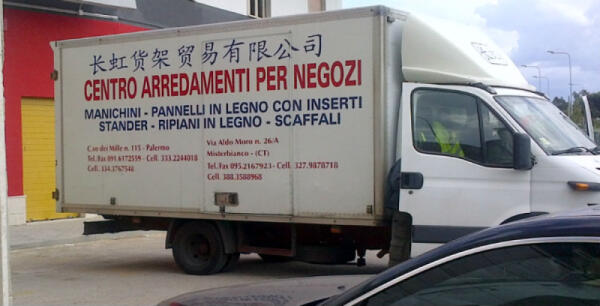 长虹货架贸易有限公司
CENTRO ARREDAMENTI PER NEGOZI
MANICHINI - PANNELLI IN LEGNO CON INSERTI
STANDER - RIPIANI IN LEGNO - SCAFFALI
C.so dei Mille n. 115 - Palermo
Tel. Fax 091.6172559 - Cell. 333.2244018
Cell. 334.3767546
Via Aldo Moro n. 26/A
Misterbianco - (CT)
Tel. Fax 095.2167923 - Cell. 327.9878718
Cell. 388.3588968